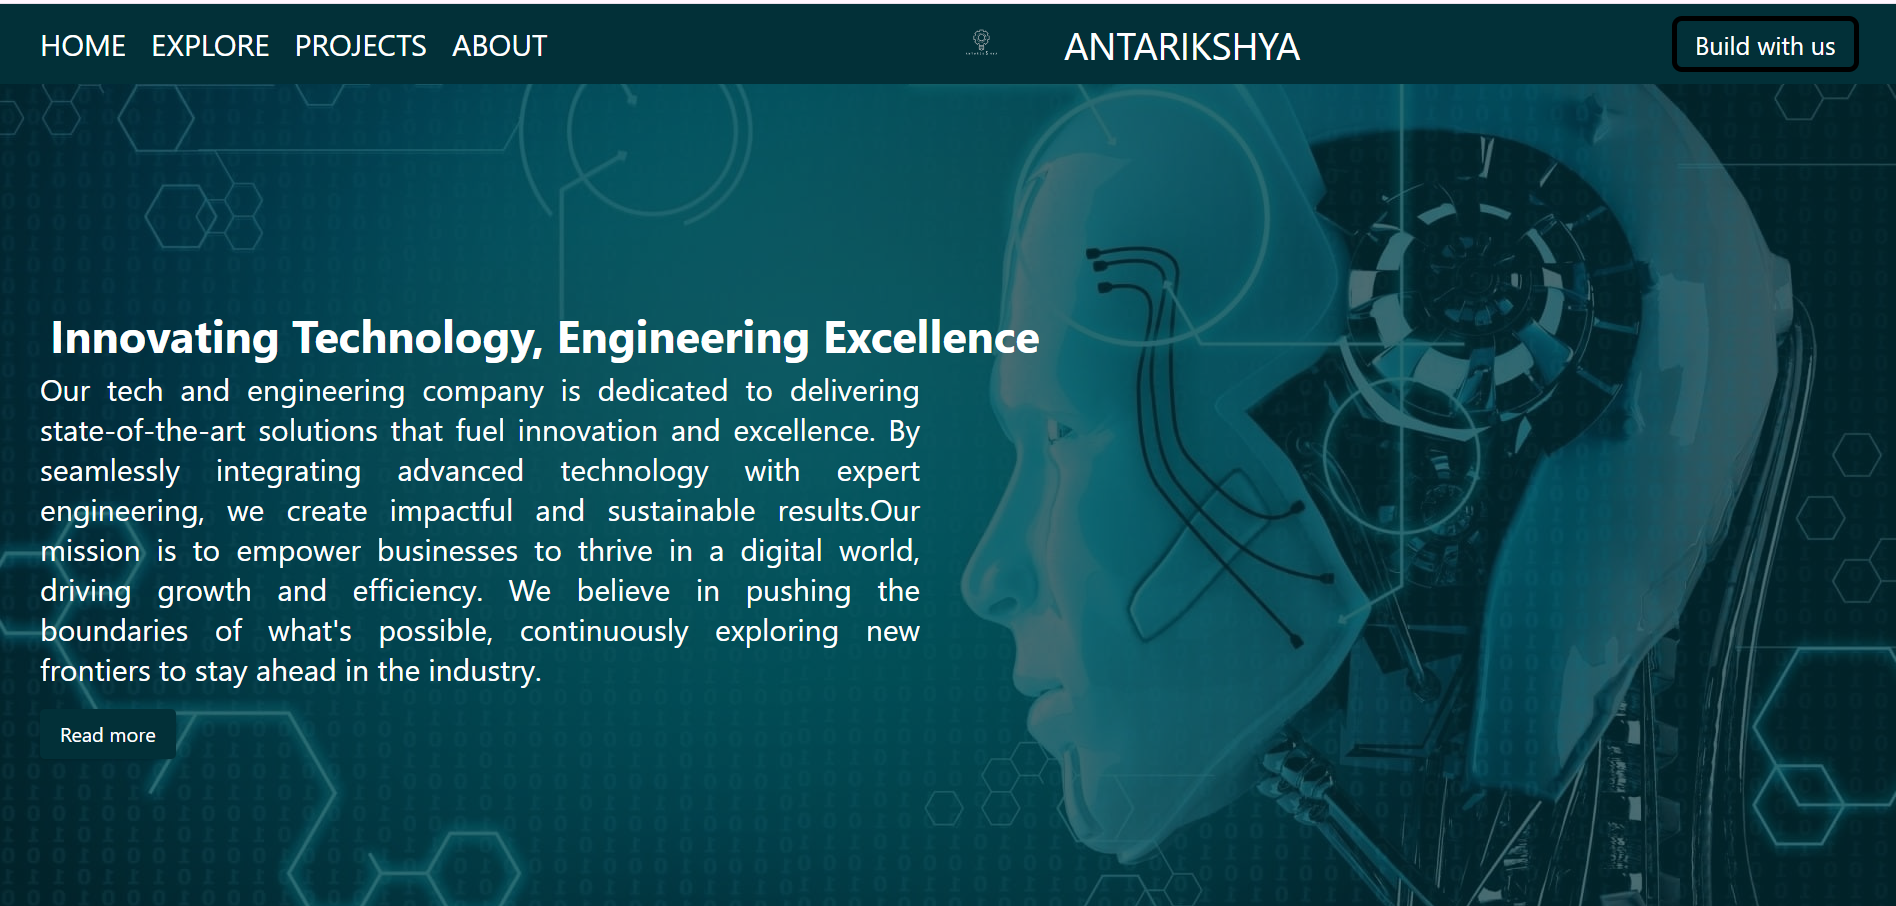 HOME EXPLORE PROJECTS ABOUT ANTARIKSHYA Build with us
Innovating Technology, Engineering Excellence
Our tech and engineering company is dedicated to delivering
state-of-the-art solutions that fuel innovation and excellence. By
seamlessly integrating advanced technology with expert
engineering, we create impactful and sustainable results.Our
mission is to empower businesses to thrive in a digital world,
driving growth and efficiency. We believe in pushing the
boundaries of what's possible, continuously exploring new
frontiers to stay ahead in the industry.
Read more